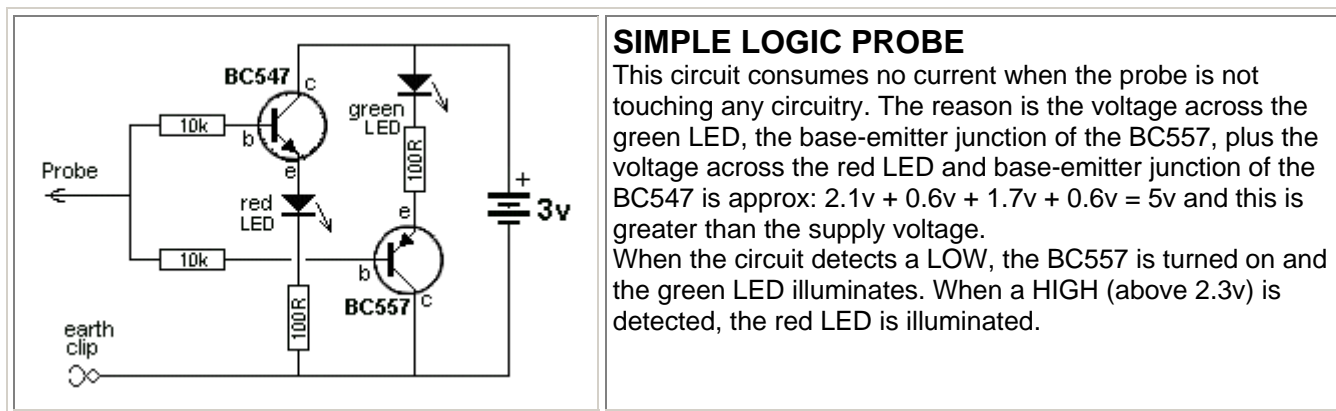 BC547
c
b
e
10k
green
LED
100R
Probe
red
LED
+
3v
e
10k
b
c
BC557
100R
earth
clip
SIMPLE LOGIC PROBE
This circuit consumes no current when the probe is not
touching any circuitry. The reason is the voltage across the
green LED, the base-emitter junction of the BC557, plus the
voltage across the red LED and base-emitter junction of the
BC547 is approx: 2.1v + 0.6v + 1.7v + 0.6v = 5v and this is
greater than the supply voltage.
When the circuit detects a LOW, the BC557 is turned on and
the green LED illuminates. When a HIGH (above 2.3v) is
detected, the red LED is illuminated.